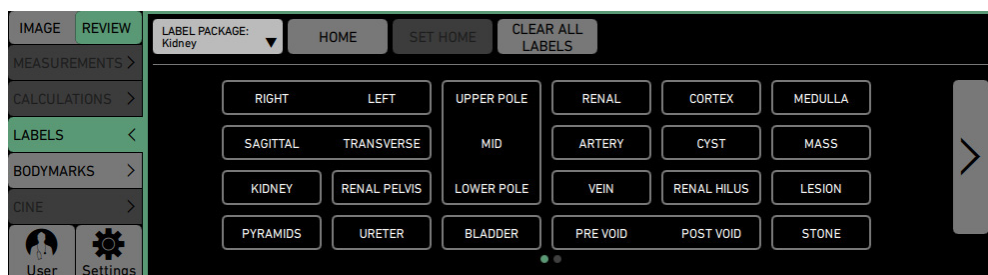 IMAGE REVIEW
MEASUREMENTS >
CALCULATIONS >
LABELS <
BODYMARKS >
CINE >
User Settings
LABEL PACKAGE:
Kidney
HOME
SET HOME
CLEAR ALL
LABELS
RIGHT LEFT UPPER POLE RENAL CORTEX MEDULLA
SAGITTAL TRANSVERSE MID ARTERY CYST MASS
KIDNEY RENAL PELVIS LOWER POLE VEIN RENAL HILUS LESION
PYRAMIDS URETER BLADDER PRE VOID POST VOID STONE